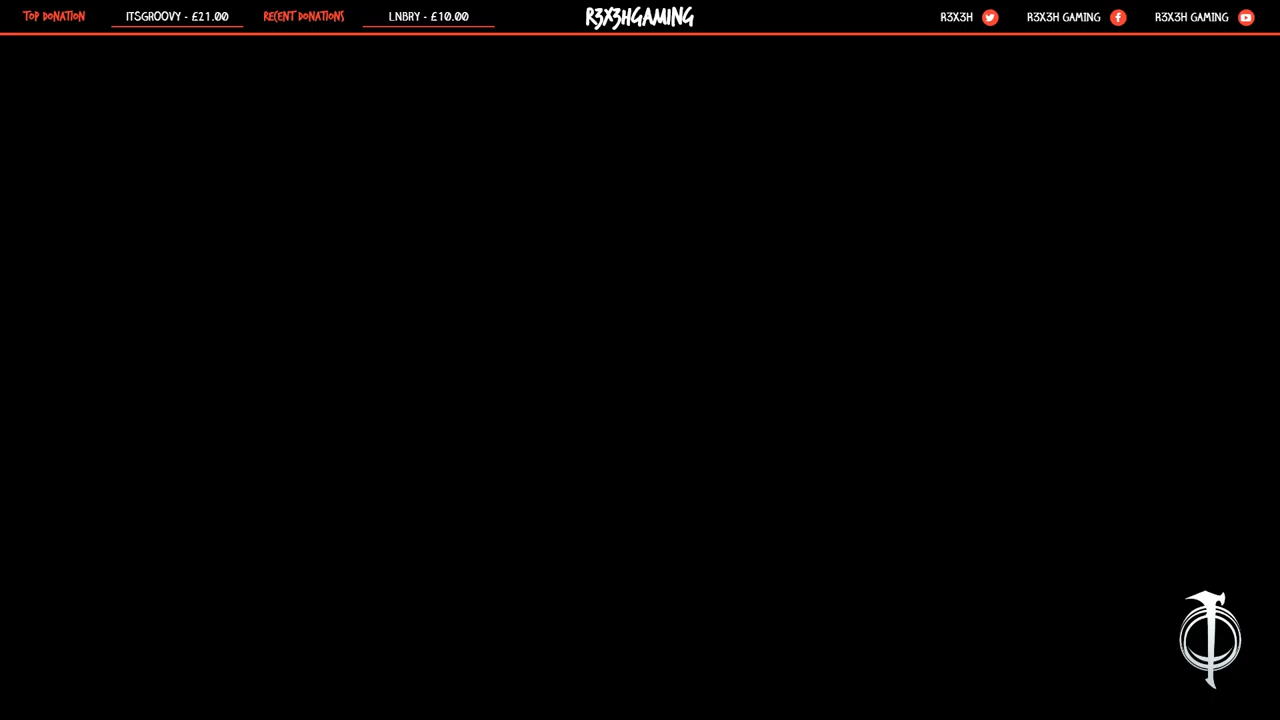 TOP DONATION
ITSGROOVY - £21.00
RECENT DONATIONS
LNBRY - £10.00
R3X3HGAMING
R3X3H
R3X3H GAMING
R3X3H GAMING